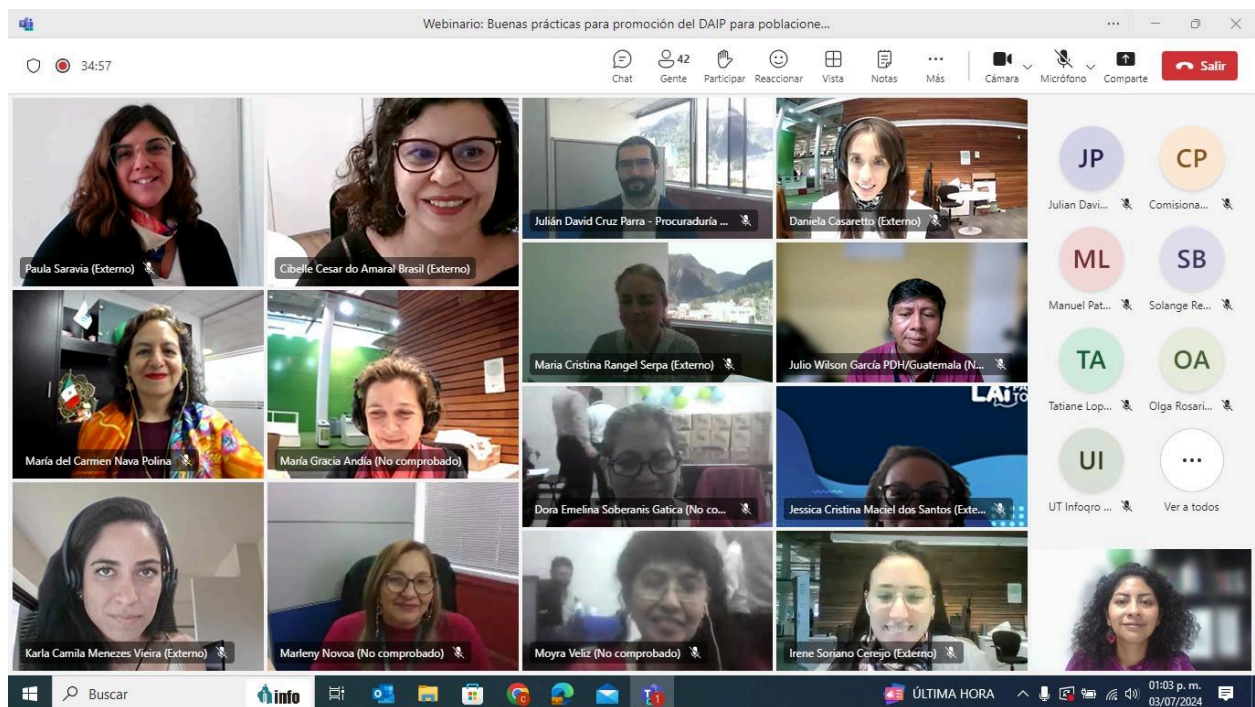 Webinario: Buenas prácticas para promoción del DAIP para poblacione...
34:57
Chat
42
Gente
Participar
Reaccionar
Vista
Notas
Más
Cámara
Micrófono
Comparte
Salir
Paula Saravia (Externo)
Cibelle Cesar do Amaral Brasil (Externo)
Julián David Cruz Parra - Procuraduría ...
Daniela Casaretto (Externo)
JP
Julian Davi...
CP
Comisiona...
María del Carmen Nava Polina
María Gracia Andía (No comprobado)
Maria Cristina Rangel Serpa (Externo)
Julio Wilson García PDH/Guatemala (N...
ML
Manuel Pat...
SB
Solange Re...
LAI
Dora Emelina Soberanis Gatica (No co...
Jessica Cristina Maciel dos Santos (Exte...
TA
Tatiane Lop...
OA
Olga Rosari...
UI
UT Infoqro ...
...
Ver a todos
Karla Camila Menezes Vieira (Externo)
Marleny Novoa (No comprobado)
Moyra Veliz (No comprobado)
Irene Soriano Cereijo (Externo)
Buscar
info
1
ÚLTIMA HORA
01:03 p. m.
03/07/2024